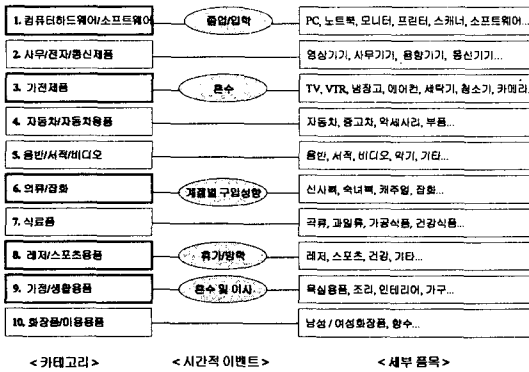 1. 컴퓨터하드웨어/소프트웨어 졸업/입학 PC, 노트북, 모니터, 프린터, 스캐너, 소프트웨어...
2. 사무/전자/통신제품 영상기기, 사무기기, 음향기기, 통신기기...
3. 가전제품 혼수 TV, VTR, 냉장고, 에어컨, 세탁기, 청소기, 카메라
4. 자동차/자동차용품 자동차, 중고차, 악세사리, 부품...
5. 음반/서적/비디오 음반, 서적, 비디오, 악기, 기타...
6. 의류/잡화 계절별 구입성향 신사복, 숙녀복, 캐주얼, 잡화...
7. 식료품 곡류, 과일류, 가공식품, 건강식품...
8. 레저/스포츠용품 휴가/방학 레저, 스포츠, 건강, 기타...
9. 가정/생활용품 혼수 및 이사 욕실용품, 조리, 인테리어, 가구...
10. 화장품/미용용품 남성 / 여성화장품, 향수...
< 카테고리 > < 시간적 이벤트 > < 세부 품목 >